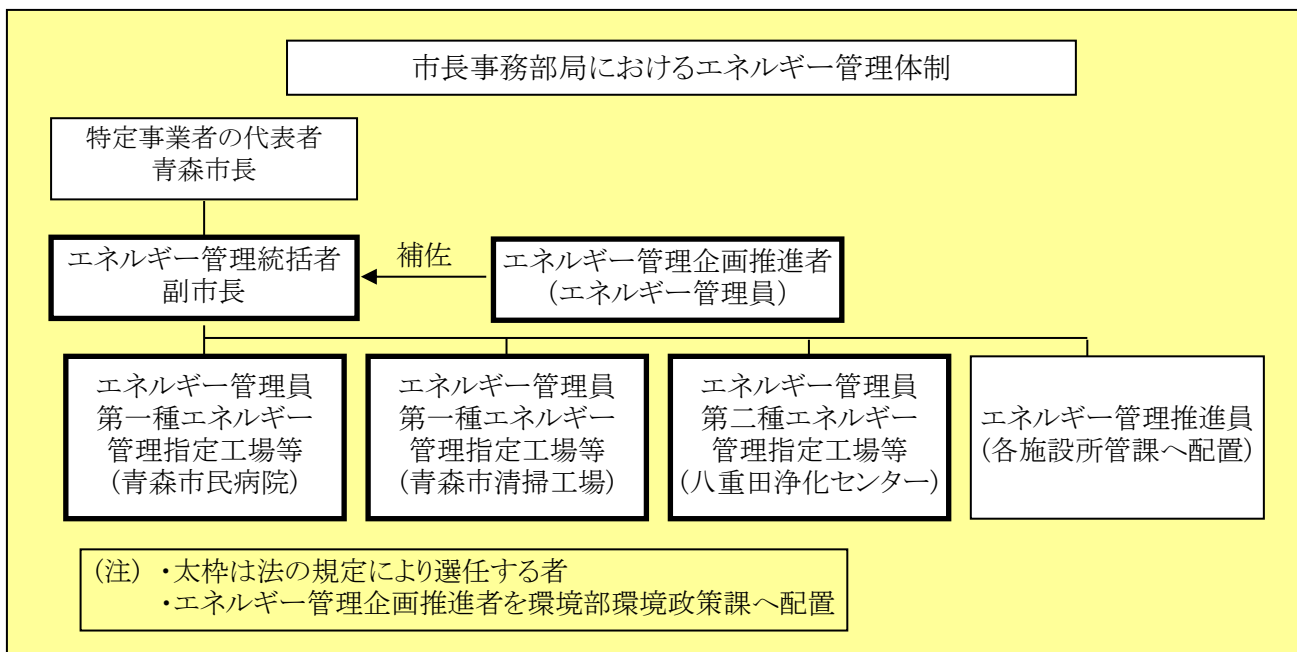 市長事務部局におけるエネルギー管理体制
特定事業者の代表者
青森市長
エネルギー管理統括者
副市長
補佐
エネルギー管理企画推進者
(エネルギー管理員)
エネルギー管理員
第一種エネルギー
管理指定工場等
(青森市民病院)
エネルギー管理員
第一種エネルギー
管理指定工場等
(青森市清掃工場)
エネルギー管理員
第二種エネルギー
管理指定工場等
(八重田浄化センター)
エネルギー管理推進員
(各施設所管課へ配置)
(注) ・太枠は法の規定により選任する者
・エネルギー管理企画推進者を環境部環境政策課へ配置